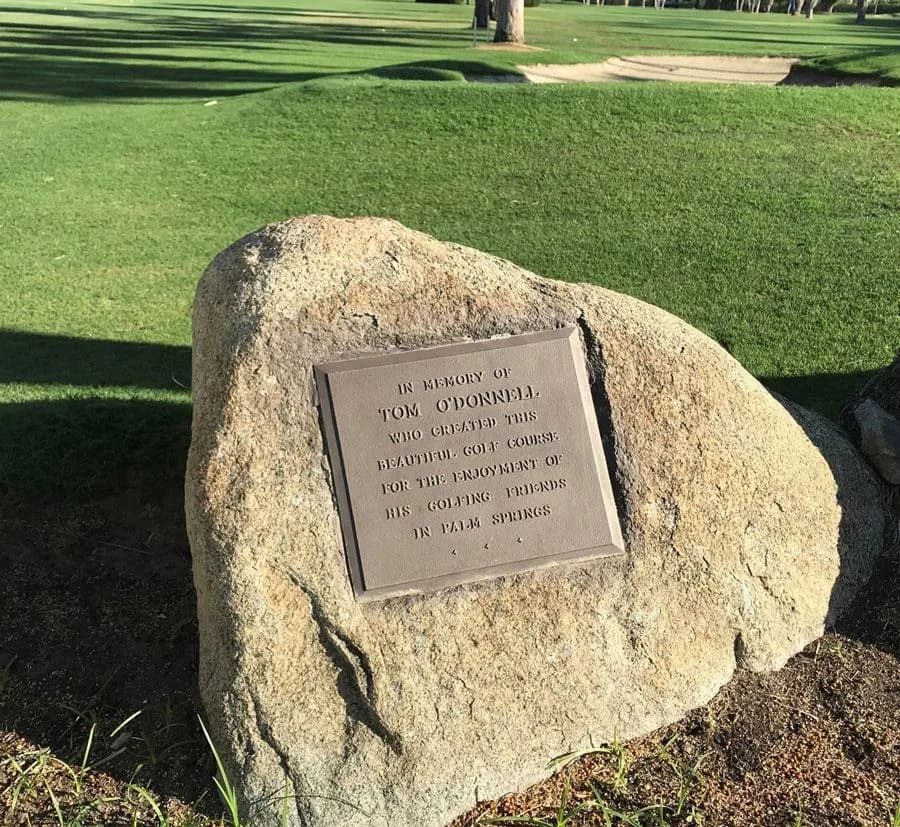 IN MEMORY OF
TOM O'DONNELL
WHO CREATED THIS
BEAUTIFUL GOLF COURSE
FOR THE ENJOYMENT OF
HIS GOLFING FRIENDS
IN PALM SPRINGS